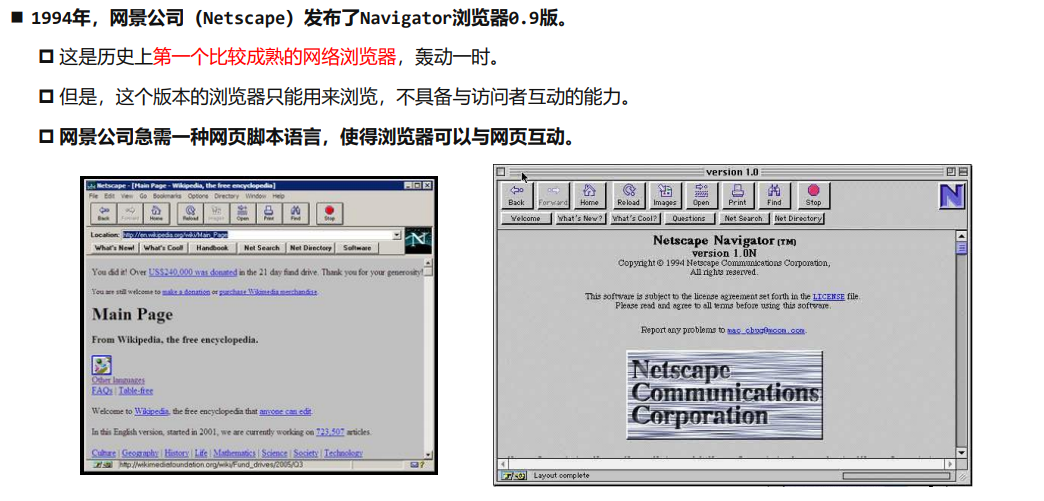 ■ 1994年，网景公司（Netscape）发布了Navigator浏览器0.9版。
这是历史上第一个比较成熟的网络浏览器，轰动一时。
但是，这个版本的浏览器只能用来浏览，不具备与访问者互动的能力。
网景公司急需一种网页脚本语言，使得浏览器可以与网页互动。
Netscape - [Main Page - Wikipedia, the free encyclopedia]
File Edit View Go Bookmarks Options Directory Window Help
Back Forward Home Reload Images Open Print Find Stop
Location: http://en.wikipedia.org/wiki/Main_Page
N
What's New! What's Cool! Handbook Net Search Net Directory Software
You did it! Over US$240,000 was donated in the 21 day fund drive. Thank you for your generosity!
You are still welcome to make a donation or purchase Wikimedia merchandise.
Main Page
From Wikipedia, the free encyclopedia.
Other languages
FAQs | Table-free
Welcome to Wikipedia, the free encyclopedia that anyone can edit.
In this English version, started in 2001, we are currently working on 723,507 articles.
Culture | Geography | History | Life | Mathematics | Science | Society | Technology
http://wikimediafoundation.org/wiki/Fund_drives/2005/Q3
version 1.0
Back Forward Home Reload Images Open Print Find Stop
N
Welcome What's New? What's Cool? Questions Net Search Net Directory
Netscape Navigator (TM)
version 1.0N
Copyright © 1994 Netscape Communications Corporation,
All rights reserved.
This software is subject to the license agreement set forth in the LICENSE file.
Please read and agree to all terms before using this software.
Report any problems to mac_cbug@mcom.com.
Netscape
Communications
Corporation
Layout complete